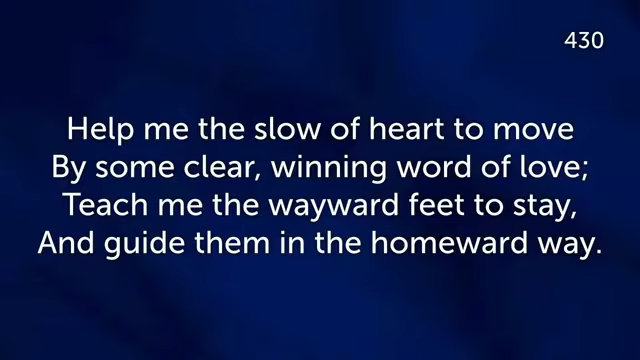 430
Help me the slow of heart to move
By some clear, winning word of love;
Teach me the wayward feet to stay,
And guide them in the homeward way.